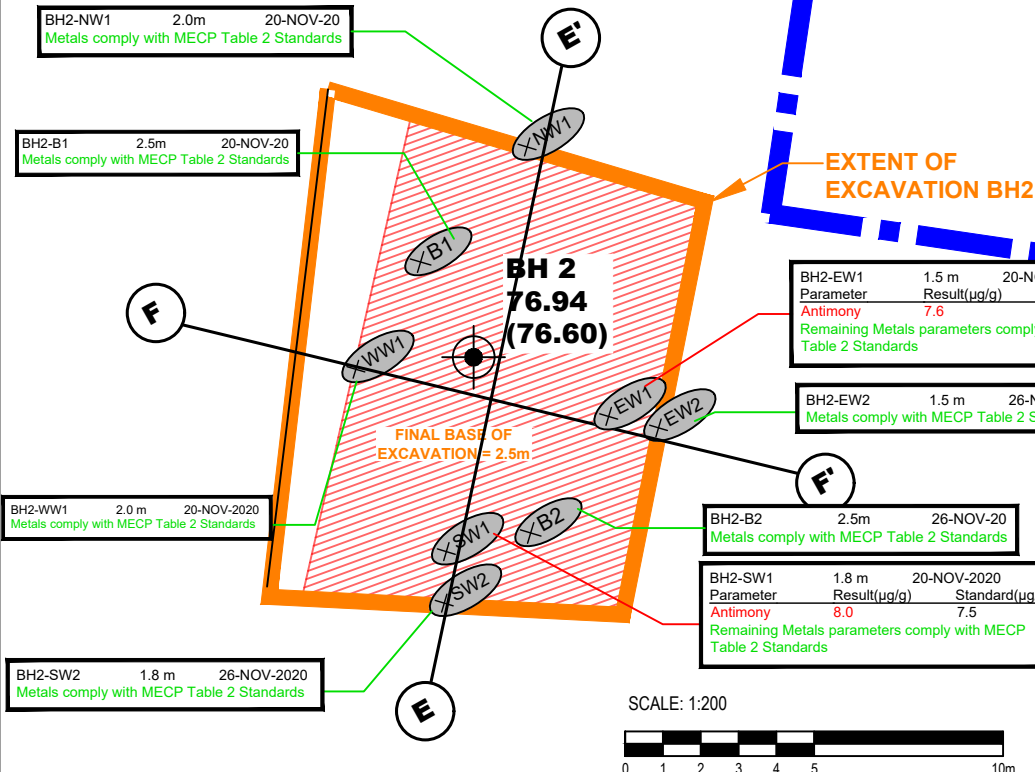 BH2-NW1 2.0m 20-NOV-20
Metals comply with MECP Table 2 Standards
E'
NW1
BH2-B1 2.5m 20-NOV-20
Metals comply with MECP Table 2 Standards
EXTENT OF
EXCAVATION BH2
B1
BH 2
76.94
(76.60)
BH2-EW1 1.5 m 20-N
Parameter Result(µg/g)
Antimony 7.6
Remaining Metals parameters comply
Table 2 Standards
F
WW1
EW1
EW2
BH2-EW2 1.5 m 26-N
Metals comply with MECP Table 2 S
FINAL BASE OF
EXCAVATION = 2.5m
F'
BH2-WW1 2.0 m 20-NOV-2020
Metals comply with MECP Table 2 Standards
SW1
B2
BH2-B2 2.5m 26-NOV-20
Metals comply with MECP Table 2 Standards
SW2
BH2-SW1 1.8 m 20-NOV-2020
Parameter Result(µg/g) Standard(µg
Antimony 8.0 7.5
Remaining Metals parameters comply with MECP
Table 2 Standards
BH2-SW2 1.8 m 26-NOV-2020
Metals comply with MECP Table 2 Standards
E
SCALE: 1:200
0 1 2 3 4 5 10m